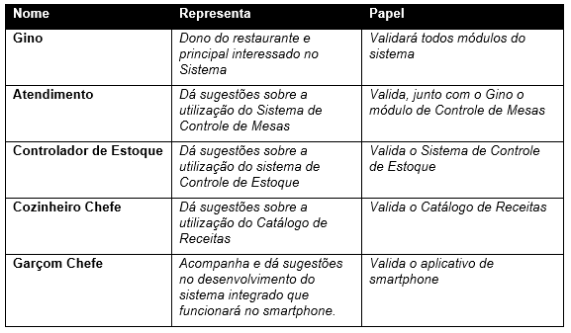 Nome Representa Papel
Gino Dono do restaurante e Validará todos módulos do
principal interessado no sistema
Sistema
Atendimento Dá sugestões sobre a Valida, junto com o Gino o
utilização do Sistema de módulo de Controle de Mesas
Controle de Mesas
Controlador de Estoque Dá sugestões sobre a Valida o Sistema de Controle
utilização do sistema de de Estoque
Controle de Estoque
Cozinheiro Chefe Dá sugestões sobre a Valida o Catálogo de Receitas
utilização do Catálogo de
Receitas
Garçom Chefe Acompanha e dá sugestões Valida o aplicativo de
no desenvolvimento do smartphone
sistema integrado que
funcionará no smartphone.